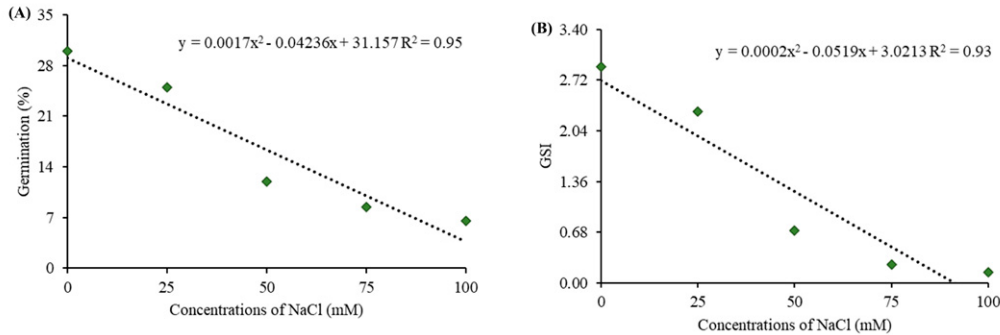 (A)
35
28
21
14
7
0
Germination (%)
y = 0.0017x² - 0.04236x + 31.157 R² = 0.95
0 25 50 75 100
Concentrations of NaCl (mM)
(B)
3.40
2.72
2.04
1.36
0.68
0.00
GSI
y = 0.0002x² - 0.0519x + 3.0213 R² = 0.93
0 25 50 75 100
Concentrations of NaCl (mM)